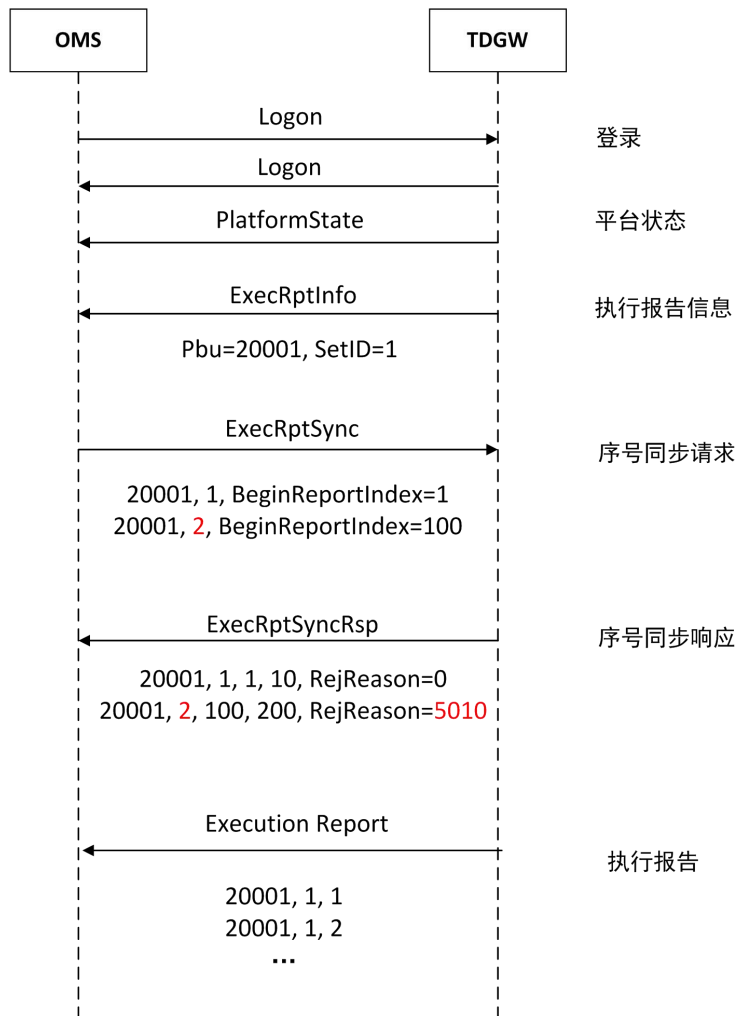 OMS
TDGW
Logon
登录
Logon
PlatformState
平台状态
ExecRptInfo
执行报告信息
Pbu=20001, SetID=1
ExecRptSync
序号同步请求
20001, 1, BeginReportIndex=1
20001, 2, BeginReportIndex=100
ExecRptSyncRsp
序号同步响应
20001, 1, 1, 10, RejReason=0
20001, 2, 100, 200, RejReason=5010
Execution Report
执行报告
20001, 1, 1
20001, 1, 2
...